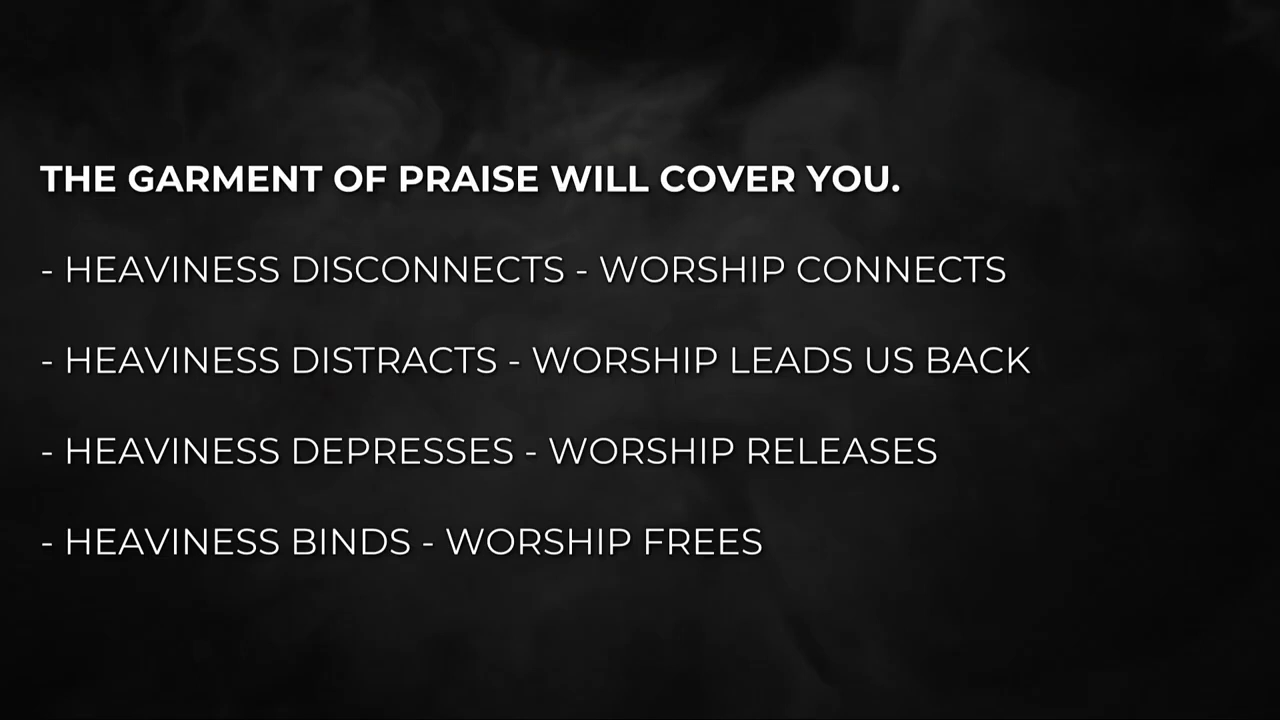 THE GARMENT OF PRAISE WILL COVER YOU.
- HEAVINESS DISCONNECTS - WORSHIP CONNECTS
- HEAVINESS DISTRACTS - WORSHIP LEADS US BACK
- HEAVINESS DEPRESSES - WORSHIP RELEASES
- HEAVINESS BINDS - WORSHIP FREES